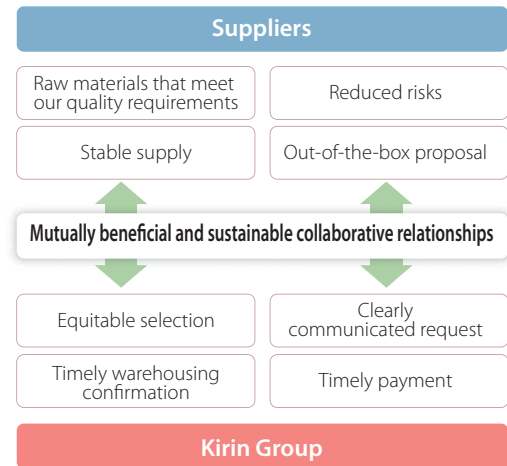 Suppliers
Raw materials that meet
our quality requirements
Reduced risks
Stable supply
Out-of-the-box proposal
Mutually beneficial and sustainable collaborative relationships
Equitable selection
Clearly
communicated request
Timely warehousing
confirmation
Timely payment
Kirin Group